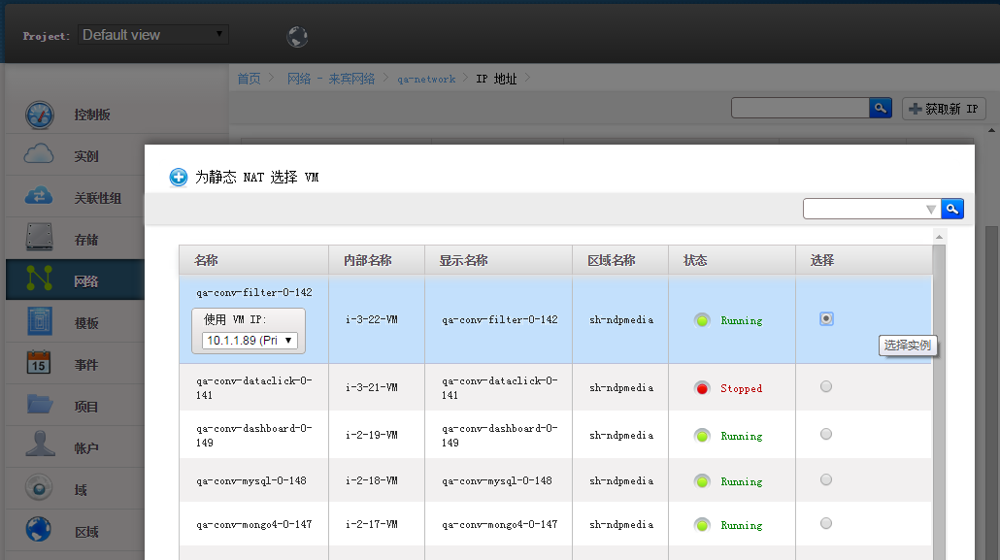 Project: Default view
首页 网络 - 来宾网络 qa-network IP 地址
获取新 IP
控制板
实例
关联性组
存储
网络
模板
15 事件
项目
帐户
域
区域
为静态 NAT 选择 VM
名称 内部名称 显示名称 区域名称 状态 选择
qa-conv-filter-0-142
使用 VM IP:
10.1.1.89 (Pri
i-3-22-VM qa-conv-filter-0-142 sh-ndpmedia Running
选择实例
qa-conv-dataclick-0-
141
i-3-21-VM
qa-conv-dataclick-0-
141
sh-ndpmedia Stopped
qa-conv-dashboard-0-
149
i-2-19-VM
qa-conv-dashboard-0-
149
sh-ndpmedia Running
qa-conv-mysql-0-148 i-2-18-VM qa-conv-mysql-0-148 sh-ndpmedia Running
qa-conv-mongo4-0-147 i-2-17-VM qa-conv-mongo4-0-147 sh-ndpmedia Running